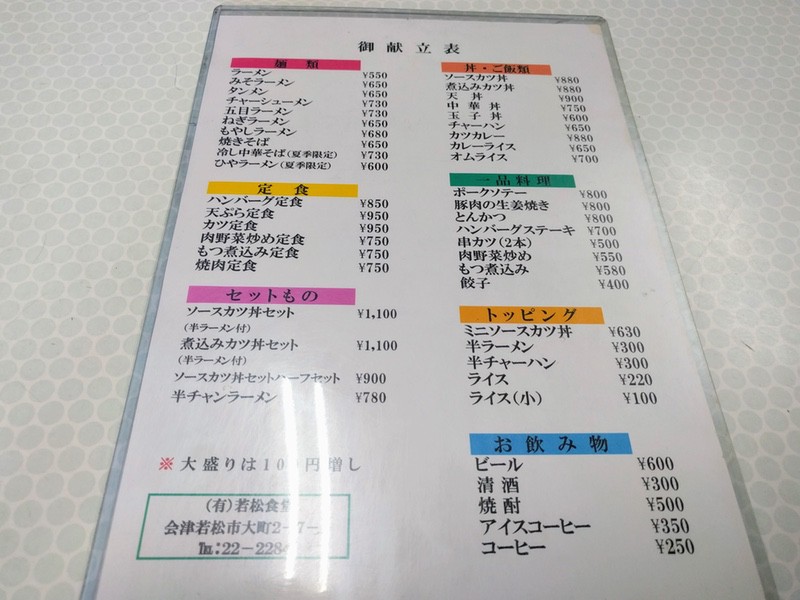 御献立表
麺類
ラーメン ¥550
みそラーメン ¥650
タンメン ¥650
チャーシューメン ¥730
五目ラーメン ¥730
ねぎラーメン ¥650
もやしラーメン ¥680
焼きそば ¥650
冷し中華そば(夏季限定) ¥730
ひやラーメン(夏季限定) ¥600
定食
ハンバーグ定食 ¥850
天ぷら定食 ¥950
カツ定食 ¥950
肉野菜炒め定食 ¥750
もつ煮込み定食 ¥750
焼肉定食 ¥750
セットもの
ソースカツ丼セット ¥1,100
(半ラーメン付)
煮込みカツ丼セット ¥1,100
(半ラーメン付)
ソースカツ丼セットハーフセット ¥900
半チャンラーメン ¥780
※大盛りは100円増し
(有)若松食堂
会津若松市大町2-7-
℡:22-228
丼・ご飯類
ソースカツ丼 ¥880
煮込みカツ丼 ¥880
天丼 ¥900
中華丼 ¥750
玉子丼 ¥600
チャーハン ¥650
カツカレー ¥880
カレーライス ¥650
オムライス ¥700
一品料理
ポークソテー ¥800
豚肉の生姜焼き ¥800
とんかつ ¥800
ハンバーグステーキ ¥700
串カツ(2本) ¥500
肉野菜炒め ¥550
もつ煮込み ¥580
餃子 ¥400
トッピング
ミニソースカツ丼 ¥630
半ラーメン ¥300
半チャーハン ¥300
ライス ¥220
ライス(小) ¥100
お飲み物
ビール ¥600
清酒 ¥300
焼酎 ¥500
アイスコーヒー ¥350
コーヒー ¥250